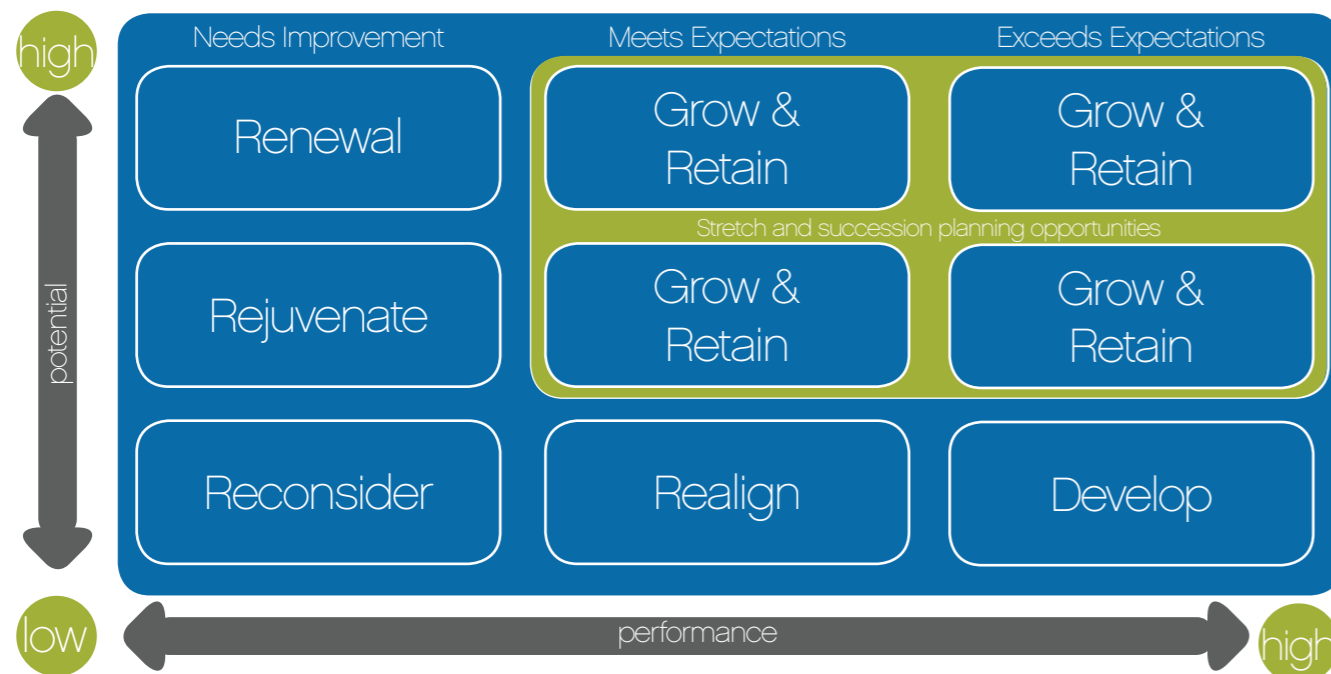 high
Needs Improvement
Meets Expectations
Exceeds Expectations
Renewal
Grow &
Retain
Grow &
Retain
Stretch and succession planning opportunities
potential
Rejuvenate
Grow &
Retain
Grow &
Retain
Reconsider
Realign
Develop
low
performance
high